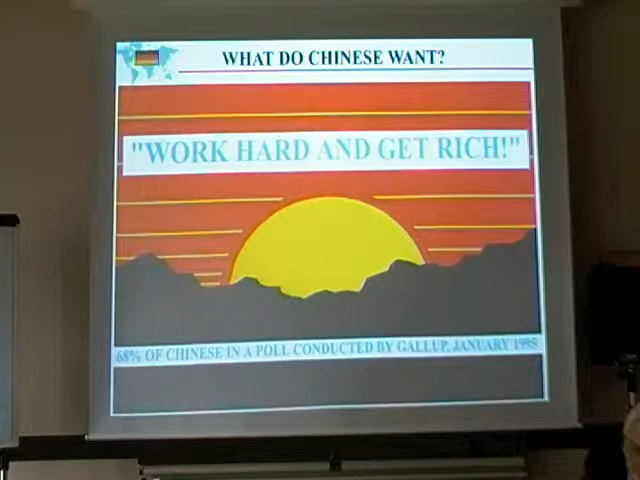 WHAT DO CHINESE WANT?
"WORK HARD AND GET RICH!"
68% OF CHINESE IN A POLL CONDUCTED BY GALLUP, JANUARY 1995